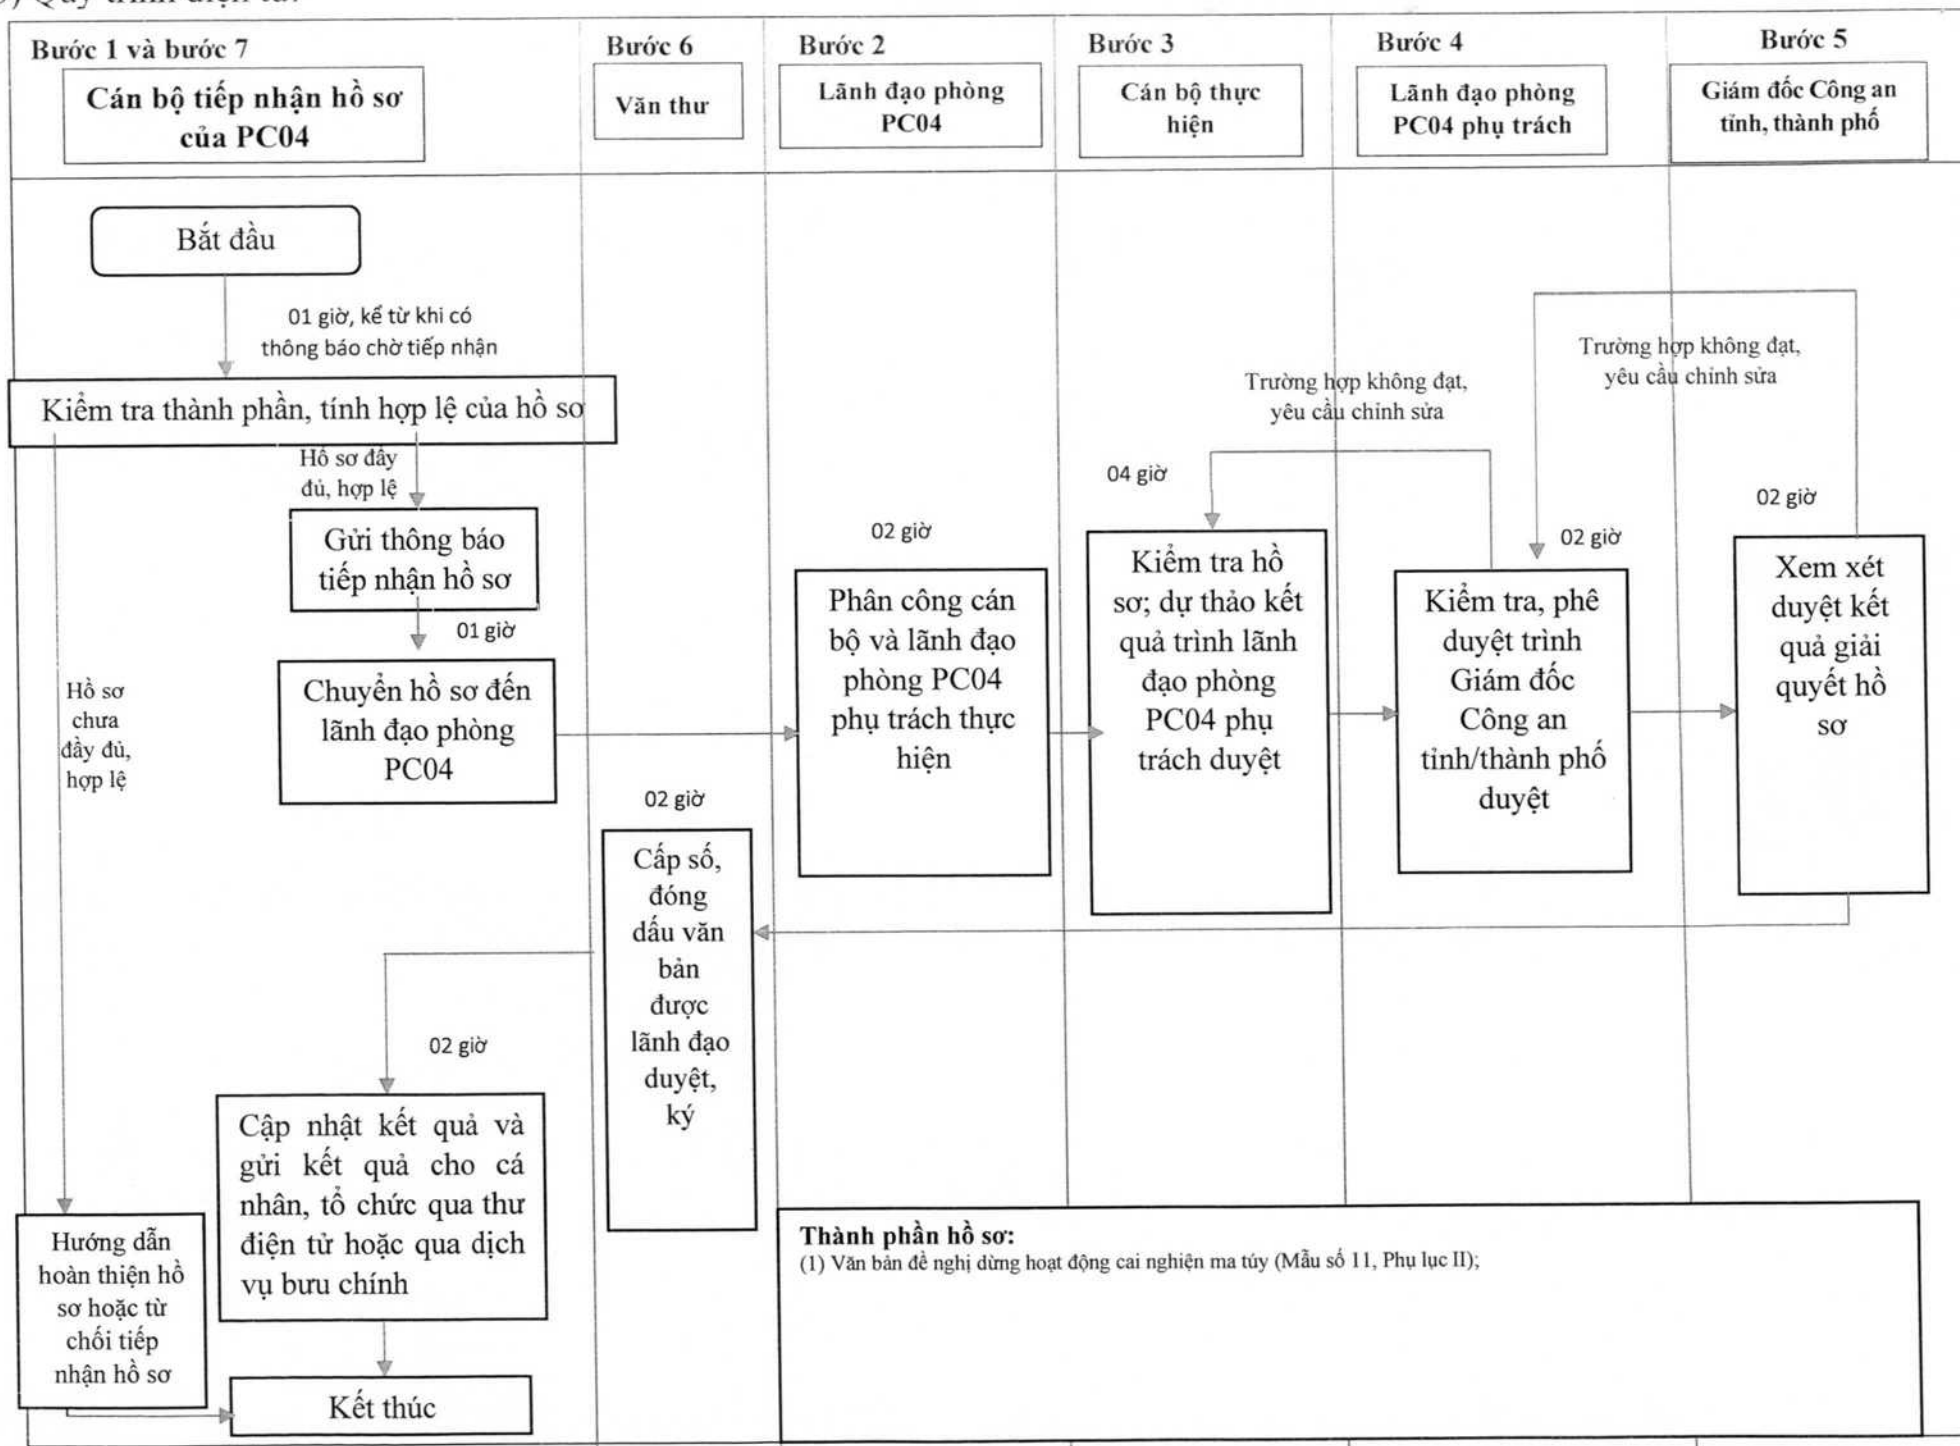 Quy trình điện tử:
Bước 1 và bước 7
Cán bộ tiếp nhận hồ sơ
của PC04
Bước 6
Văn thư
Bước 2
Lãnh đạo phòng
PC04
Bước 3
Cán bộ thực
hiện
Bước 4
Lãnh đạo phòng
PC04 phụ trách
Bước 5
Giám đốc Công an
tỉnh, thành phố
Bắt đầu
01 giờ, kể từ khi có
thông báo chờ tiếp nhận
Kiểm tra thành phần, tính hợp lệ của hồ sơ
Hồ sơ đầy
đủ, hợp lệ
Gửi thông báo
tiếp nhận hồ sơ
01 giờ
Chuyển hồ sơ đến
lãnh đạo phòng
PC04
Hồ sơ
chưa
đầy đủ,
hợp lệ
02 giờ
Phân công cán
bộ và lãnh đạo
phòng PC04
phụ trách thực
hiện
04 giờ
Trường hợp không đạt,
yêu cầu chỉnh sửa
Kiểm tra hồ
sơ; dự thảo kết
quả trình lãnh
đạo phòng
PC04 phụ
trách duyệt
Trường hợp không đạt,
yêu cầu chỉnh sửa
02 giờ
Kiểm tra, phê
duyệt trình
Giám đốc
Công an
tỉnh/thành phố
duyệt
02 giờ
Xem xét
duyệt kết
quả giải
quyết hồ
sơ
02 giờ
Cấp số,
đóng
dấu văn
bản
được
lãnh đạo
duyệt,
ký
02 giờ
Cập nhật kết quả và
gửi kết quả cho cá
nhân, tổ chức qua thư
điện tử hoặc qua dịch
vụ bưu chính
Hướng dẫn
hoàn thiện hồ
sơ hoặc từ
chối tiếp
nhận hồ sơ
Kết thúc
Thành phần hồ sơ:
(1) Văn bản đề nghị dừng hoạt động cai nghiện ma túy (Mẫu số 11, Phụ lục II);